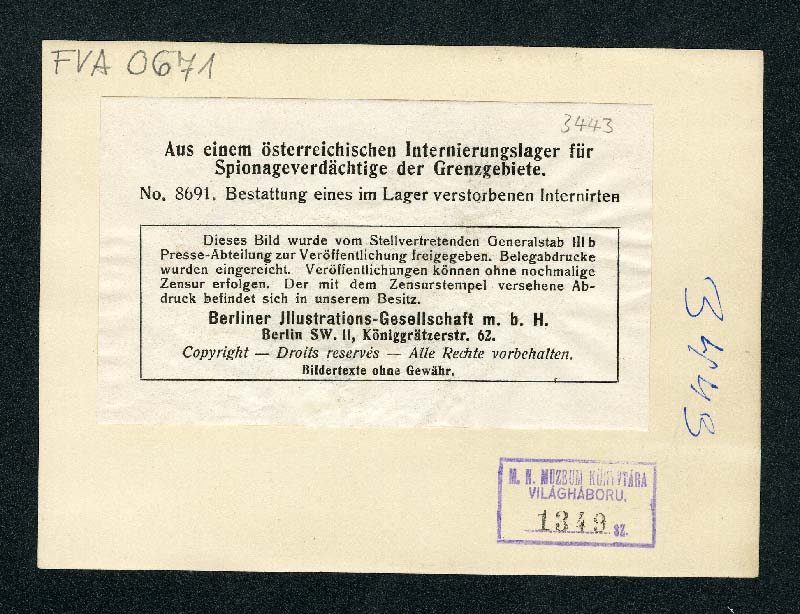 FVA 0671
3443
Aus einem österreichischen Internierungslager für
Spionageverdächtige der Grenzgebiete.
No. 8691. Bestattung eines im Lager verstorbenen Internirten
Dieses Bild wurde vom Stellvertretenden Generalstab III b
Presse-Abteilung zur Veröffentlichung freigegeben. Belegabdrucke
wurden eingereicht. Veröffentlichungen können ohne nochmalige
Zensur erfolgen. Der mit dem Zensurstempel versehene Ab-
druck befindet sich in unserem Besitz.
Berliner Jllustrations-Gesellschaft m. b. H.
Berlin SW. 11, Königgrätzerstr. 62.
Copyright — Droits reservés — Alle Rechte vorbehalten.
Bildertexte ohne Gewähr.
3443
M. N. MUZEUM KÖNYVTÁRA
VILÁGHÁBORU.
1349 sz.